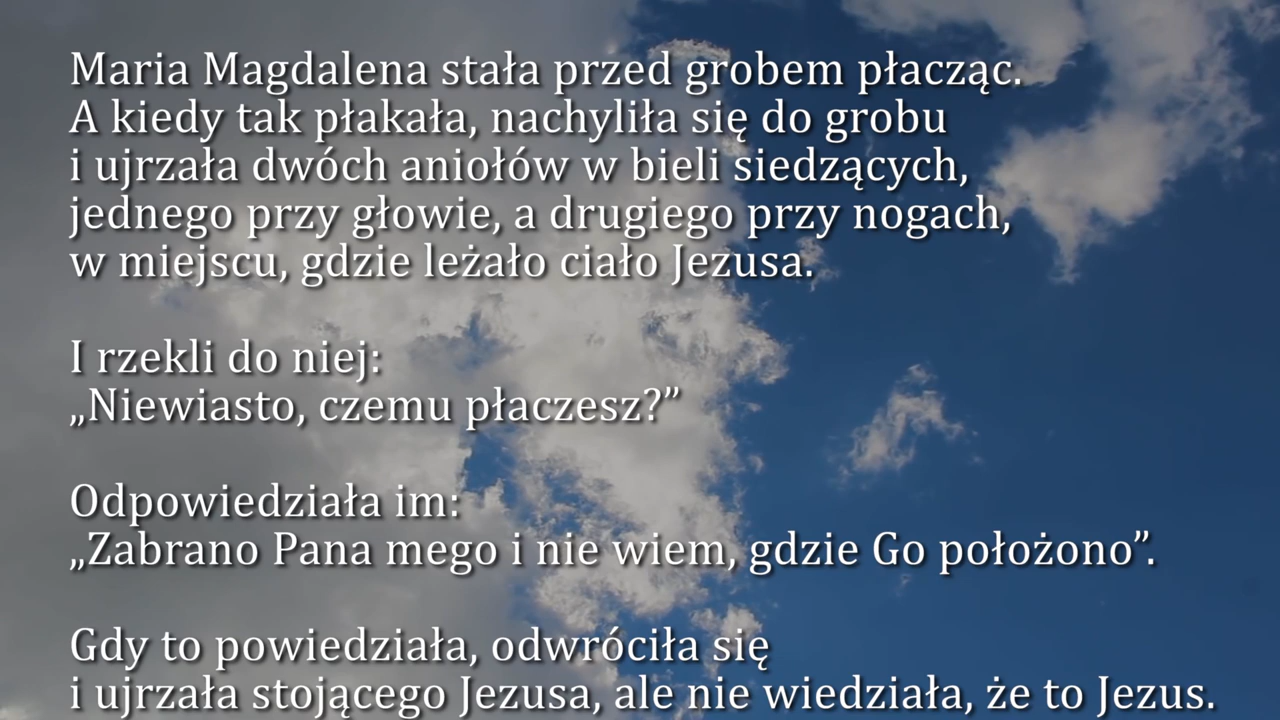 Maria Magdalena stała przed grobem płacząc.
A kiedy tak płakała, nachyliła się do grobu
i ujrzała dwóch aniołów w bieli siedzących,
jednego przy głowie, a drugiego przy nogach,
w miejscu, gdzie leżało ciało Jezusa.
I rzekli do niej:
„Niewiasto, czemu płaczesz?”
Odpowiedziała im:
„Zabrano Pana mego i nie wiem, gdzie Go położono”.
Gdy to powiedziała, odwróciła się
i ujrzała stojącego Jezusa, ale nie wiedziała, że to Jezus.